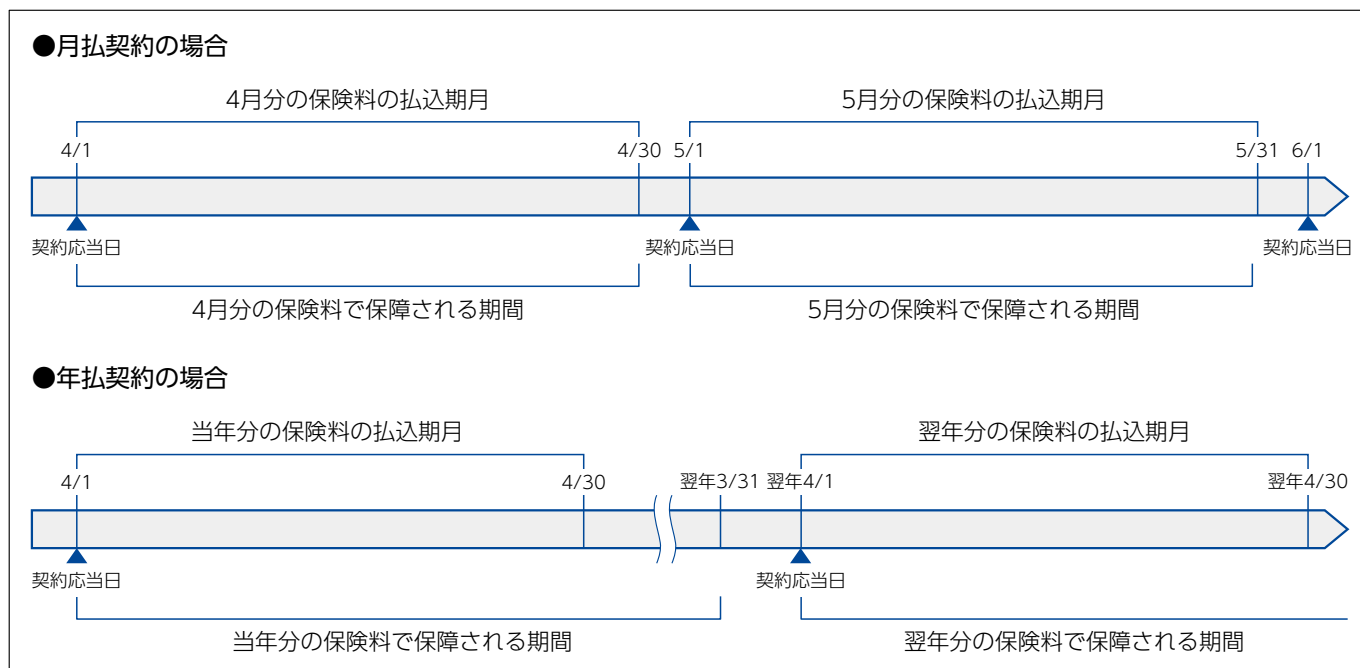 ●月払契約の場合
4月分の保険料の払込期月 5月分の保険料の払込期月
4/1 4/30 5/1 5/31 6/1
契約応当日 契約応当日 契約応当日
4月分の保険料で保障される期間 5月分の保険料で保障される期間
●年払契約の場合
当年分の保険料の払込期月 翌年分の保険料の払込期月
4/1 4/30 翌年3/31 翌年4/1 翌年4/30
契約応当日 契約応当日
当年分の保険料で保障される期間 翌年分の保険料で保障される期間